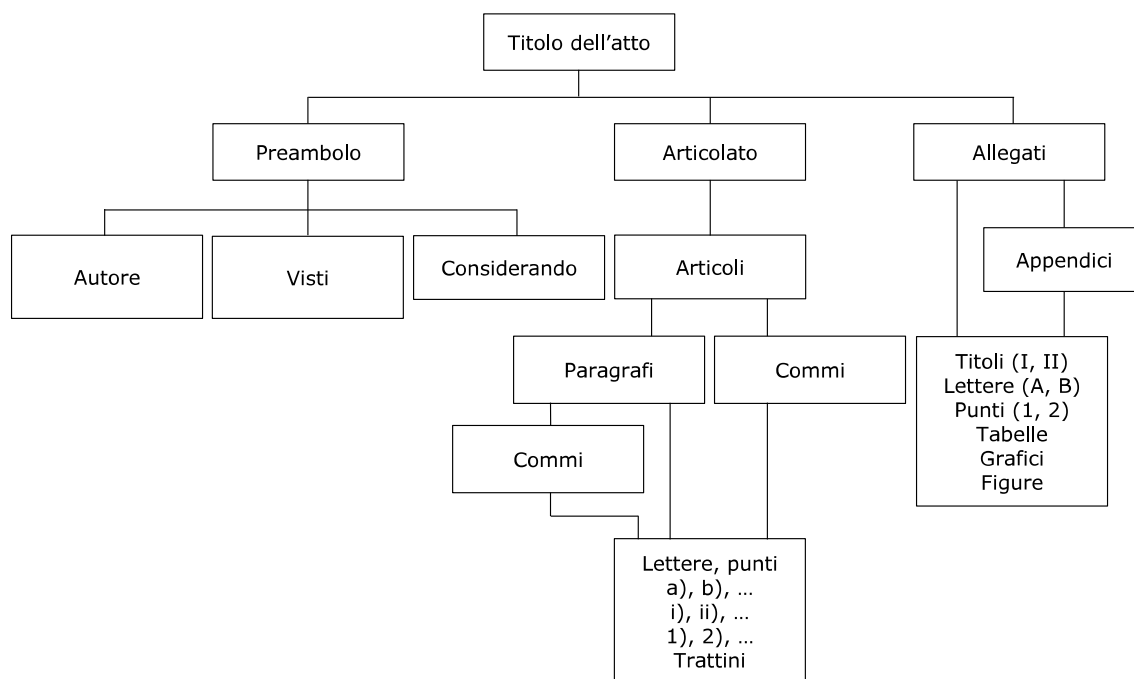 Titolo dell’atto
Preambolo
Articolato
Allegati
Autore
Visti
Considerando
Articoli
Appendici
Paragrafi
Commi
Titoli (I, II)
Lettere (A, B)
Punti (1, 2)
Tabelle
Grafici
Figure
Commi
Lettere, punti
a), b), …
i), ii), …
1), 2), …
Trattini